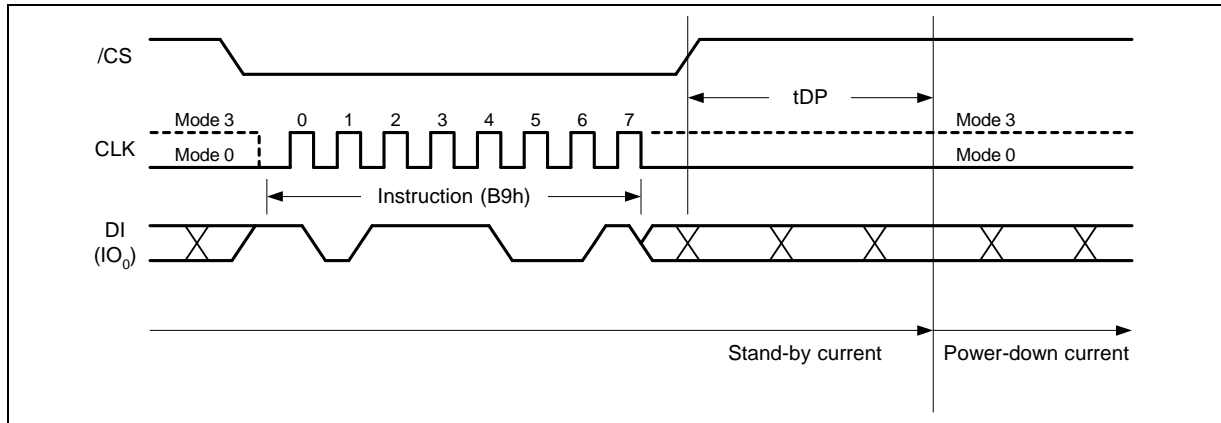 /CS
tDP
Mode 3 0 1 2 3 4 5 6 7 Mode 3
CLK
Mode 0 Mode 0
Instruction (B9h)
DI
(IO0)
Stand-by current Power-down current